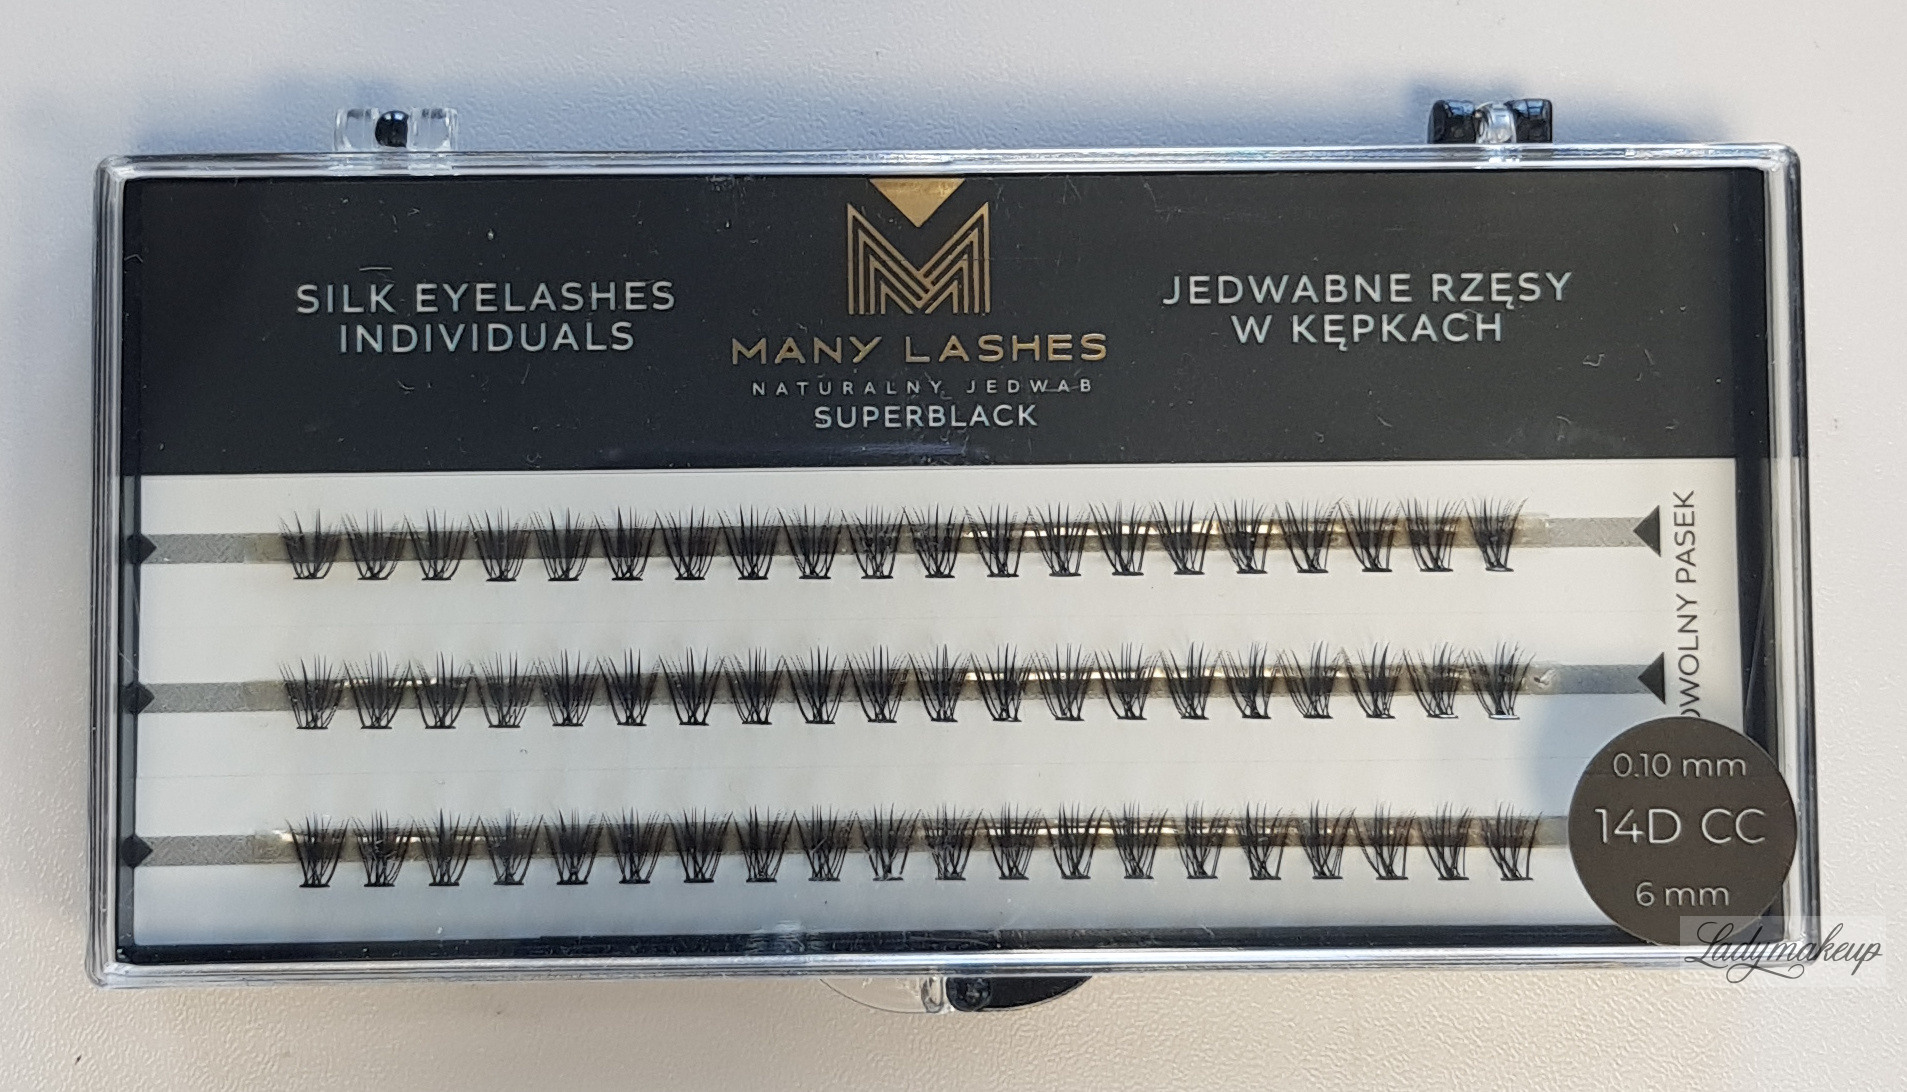 SILK EYELASHES
INDIVIDUALS
MANY LASHES
NATURALNY JEDWAB
SUPERBLACK
JEDWABNE RZĘSY
W KĘPKACH
PASEK
0.10 mm
14D CC
6 mm
Ladymakeup